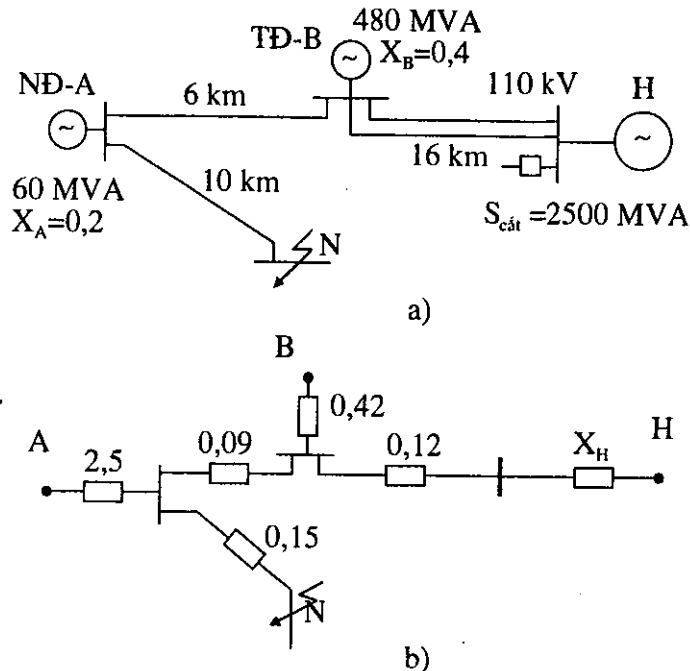 480 MVA
TĐ-B
X_B=0,4
NĐ-A
110 kV
H
6 km
~
~
~
16 km
60 MVA
X_A=0,2
10 km
S_cắt =2500 MVA
N
a)
B
A
0,42
H
0,09
0,12
X_H
2,5
0,15
N
b)